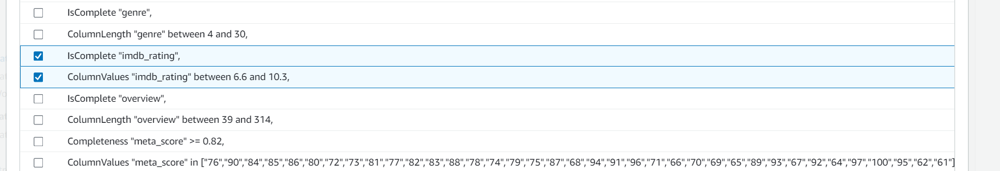 IsComplete "genre",
ColumnLength "genre" between 4 and 30,
IsComplete "imdb_rating",
ColumnValues "imdb_rating" between 6.6 and 10.3,
IsComplete "overview",
ColumnLength "overview" between 39 and 314,
Completeness "meta_score" >= 0.82,
ColumnValues "meta_score" in ["76","90","84","85","86","80","72","73","81","77","82","83","88","78","74","79","75","87","68","94","91","96","71","66","70","69","65","89","93","67","92","64","97","100","95","62","61"]